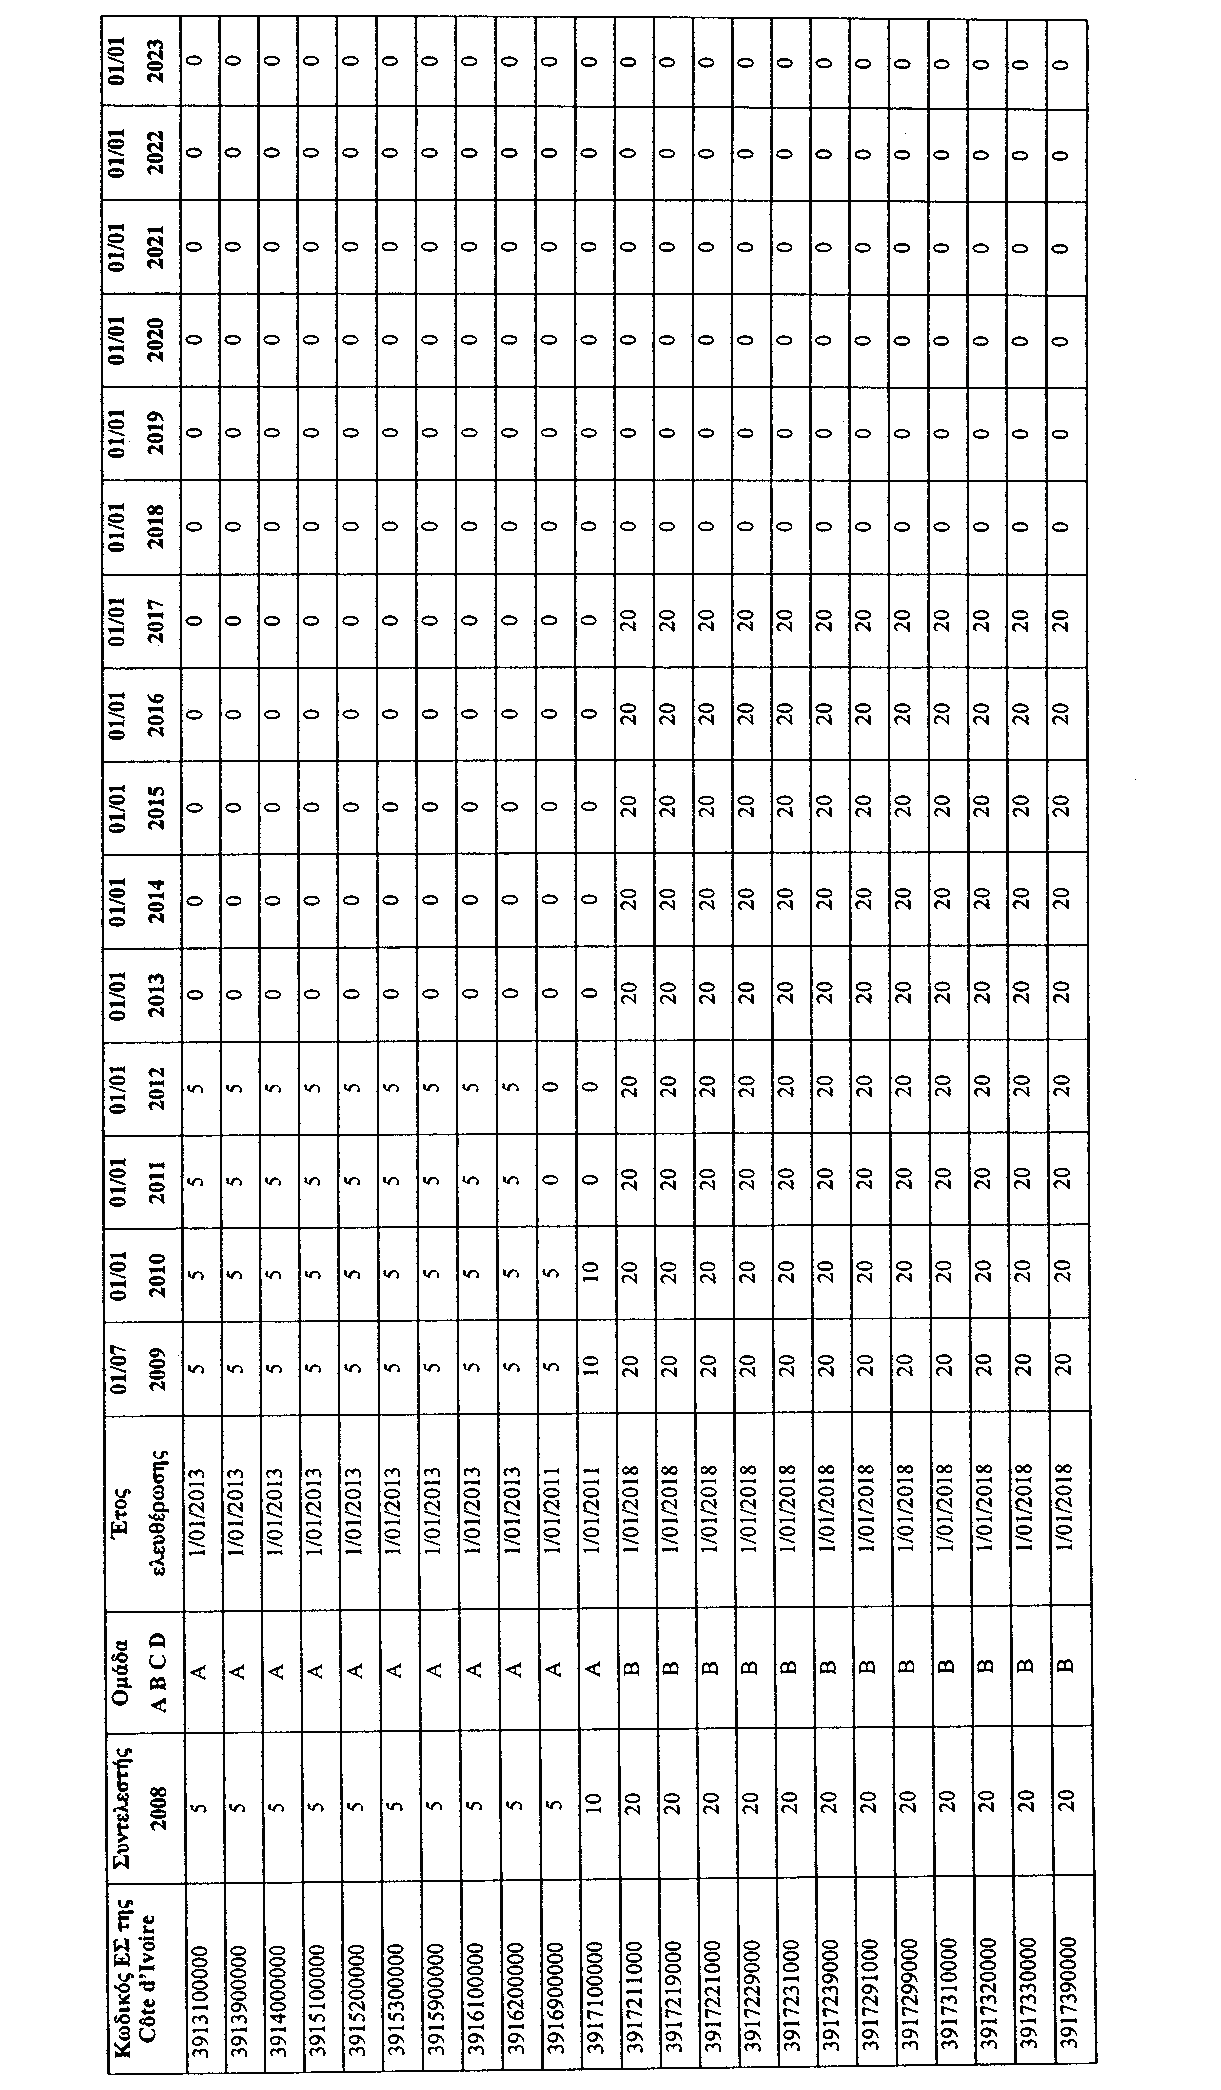 Κωδικός ΕΣ της Côte d'Ivoire Συντελεστής 2008 Ομάδα A B C D Έτος ελευθέρωσης 01/07 2009 01/01 2010 01/01 2011 01/01 2012 01/01 2013 01/01 2014 01/01 2015 01/01 2016 01/01 2017 01/01 2018 01/01 2019 01/01 2020 01/01 2021 01/01 2022 01/01 2023
3913100000 5 A 1/01/2013 5 5 5 5 0 0 0 0 0 0 0 0 0 0 0
3913900000 5 A 1/01/2013 5 5 5 5 0 0 0 0 0 0 0 0 0 0 0
3914000000 5 A 1/01/2013 5 5 5 5 0 0 0 0 0 0 0 0 0 0 0
3915100000 5 A 1/01/2013 5 5 5 5 0 0 0 0 0 0 0 0 0 0 0
3915200000 5 A 1/01/2013 5 5 5 5 0 0 0 0 0 0 0 0 0 0 0
3915300000 5 A 1/01/2013 5 5 5 5 0 0 0 0 0 0 0 0 0 0 0
3915900000 5 A 1/01/2013 5 5 5 5 0 0 0 0 0 0 0 0 0 0 0
3916100000 5 A 1/01/2013 5 5 5 5 0 0 0 0 0 0 0 0 0 0 0
3916200000 5 A 1/01/2013 5 5 5 5 0 0 0 0 0 0 0 0 0 0 0
3916900000 5 A 1/01/2011 5 5 0 0 0 0 0 0 0 0 0 0 0 0 0
3917100000 10 A 1/01/2011 10 10 0 0 0 0 0 0 0 0 0 0 0 0 0
3917211000 20 B 1/01/2018 20 20 20 20 20 20 20 20 20 0 0 0 0 0 0
3917219000 20 B 1/01/2018 20 20 20 20 20 20 20 20 20 0 0 0 0 0 0
3917221000 20 B 1/01/2018 20 20 20 20 20 20 20 20 20 0 0 0 0 0 0
3917229000 20 B 1/01/2018 20 20 20 20 20 20 20 20 20 0 0 0 0 0 0
3917231000 20 B 1/01/2018 20 20 20 20 20 20 20 20 20 0 0 0 0 0 0
3917239000 20 B 1/01/2018 20 20 20 20 20 20 20 20 20 0 0 0 0 0 0
3917291000 20 B 1/01/2018 20 20 20 20 20 20 20 20 20 0 0 0 0 0 0
3917299000 20 B 1/01/2018 20 20 20 20 20 20 20 20 20 0 0 0 0 0 0
3917310000 20 B 1/01/2018 20 20 20 20 20 20 20 20 20 0 0 0 0 0 0
3917320000 20 B 1/01/2018 20 20 20 20 20 20 20 20 20 0 0 0 0 0 0
3917330000 20 B 1/01/2018 20 20 20 20 20 20 20 20 20 0 0 0 0 0 0
3917390000 20 B 1/01/2018 20 20 20 20 20 20 20 20 20 0 0 0 0 0 0